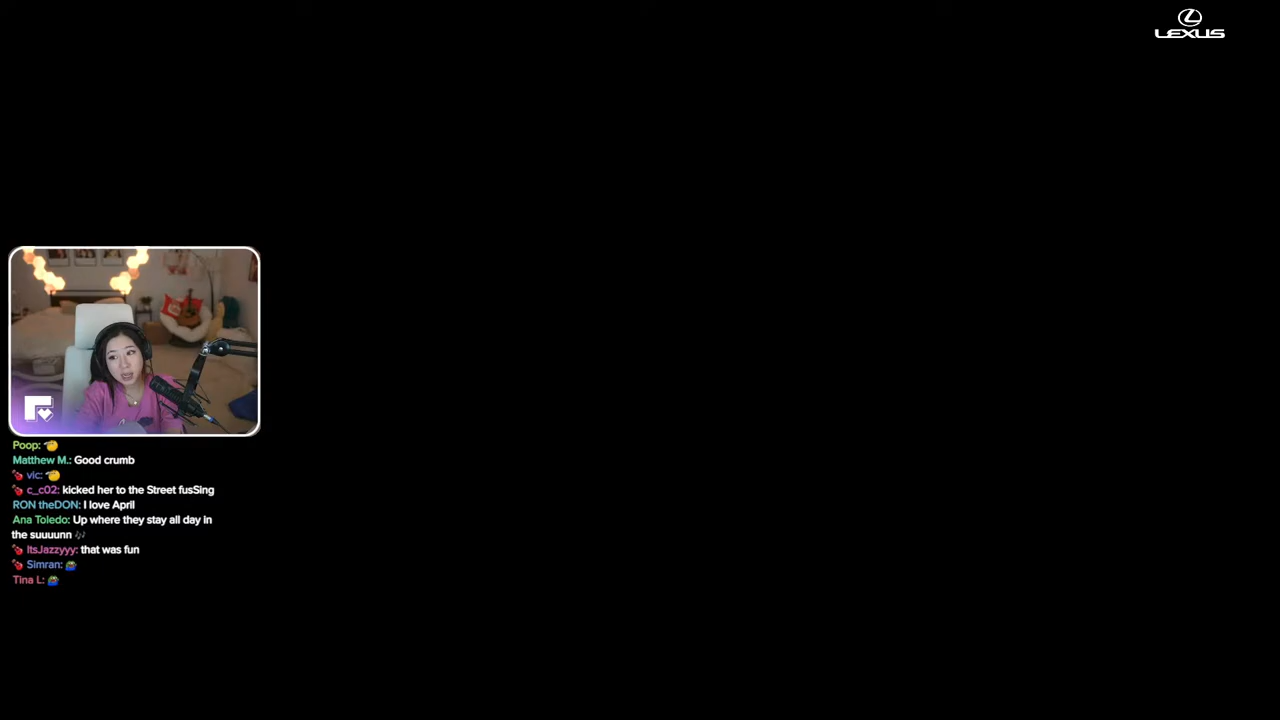 LEXUS
Poop:
Matthew M.: Good crumb
vic:
c_c02: kicked her to the Street fusSing
RON theDON: I love April
Ana Toledo: Up where they stay all day in
the suuuunn 🎶
ItsJazzyyy: that was fun
Simran:
Tina L: